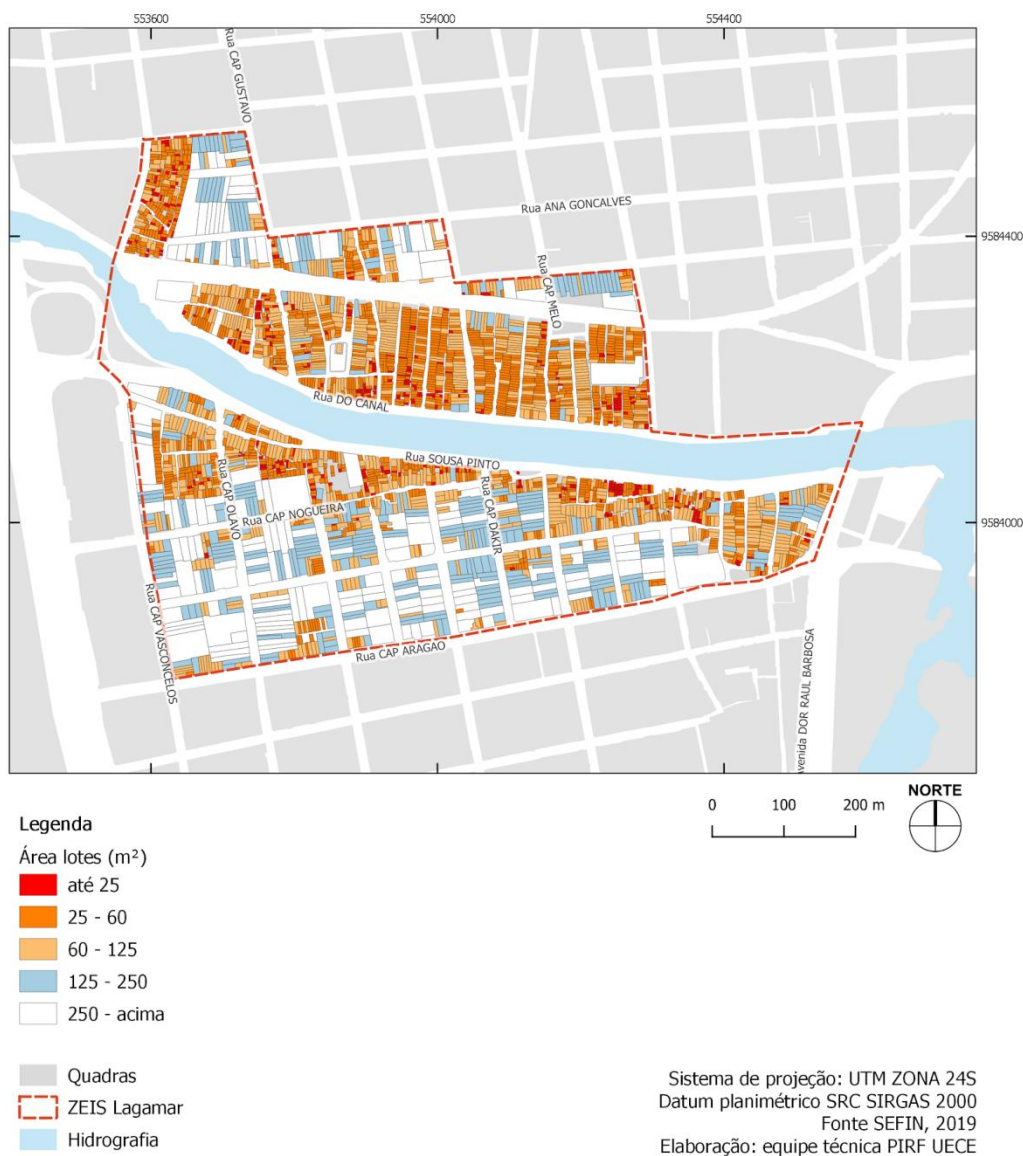 553600
554000
554400
Rua CAP GUSTAVO
Rua ANA GONCALVES
9584400
Rua CAP MELO
Rua DO CANAL
Rua SOUSA PINTO
Rua CAP OLAVO
Rua CAP NOGUEIRA
Rua CAP DAKIR
9584000
Rua CAP VASCONCELOS
Rua CAP ARAGAO
Avenida DOR RAUL BARBOSA
0 100 200 m
NORTE
Legenda
Área lotes (m²)
até 25
25 - 60
60 - 125
125 - 250
250 - acima
Quadras
ZEIS Lagamar
Hidrografia
Sistema de projeção: UTM ZONA 24S
Datum planimétrico SRC SIRGAS 2000
Fonte SEFIN, 2019
Elaboração: equipe técnica PIRF UECE